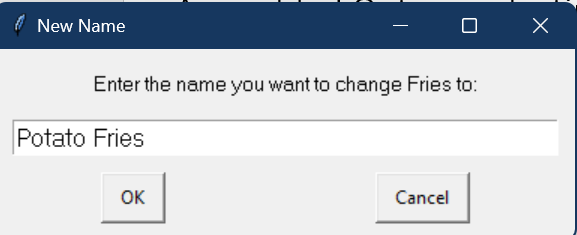 New Name
Enter the name you want to change Fries to:
Potato Fries
OK Cancel